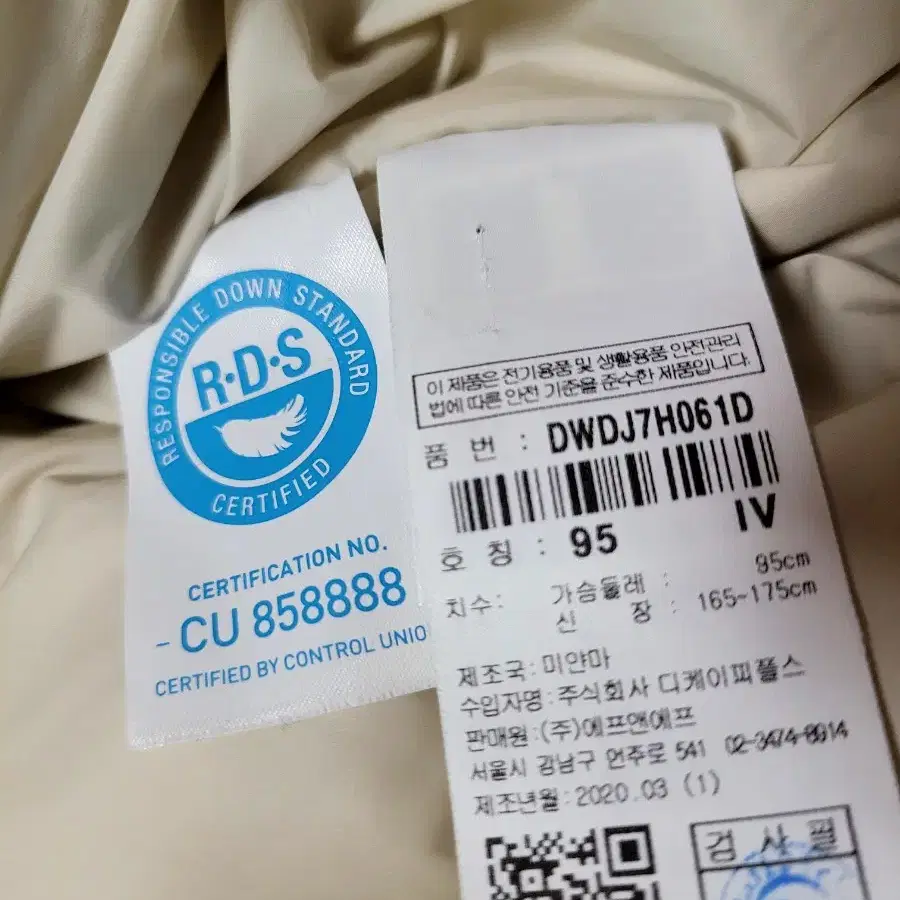 RESPONSIBLE DOWN STANDARD
R·D·S
CERTIFIED
CERTIFICATION NO.
- CU 858888
CERTIFIED BY CONTROL UNIO
이 제품은 전기용품 및 생활용품 안전관리
법에 따른 안전 기준을 준수한 제품입니다.
품 번 : DWDJ7H061D
IV
호 칭 : 95
치수: 가슴둘레 : 95cm
신 장 : 165-175cm
제조국: 미얀마
수입자명: 주식회사 디케이피플스
판매원: (주)에프앤에프
서울시 강남구 언주로 541 02-3474-8914
제조년월: 2020.03 (1)
검사필